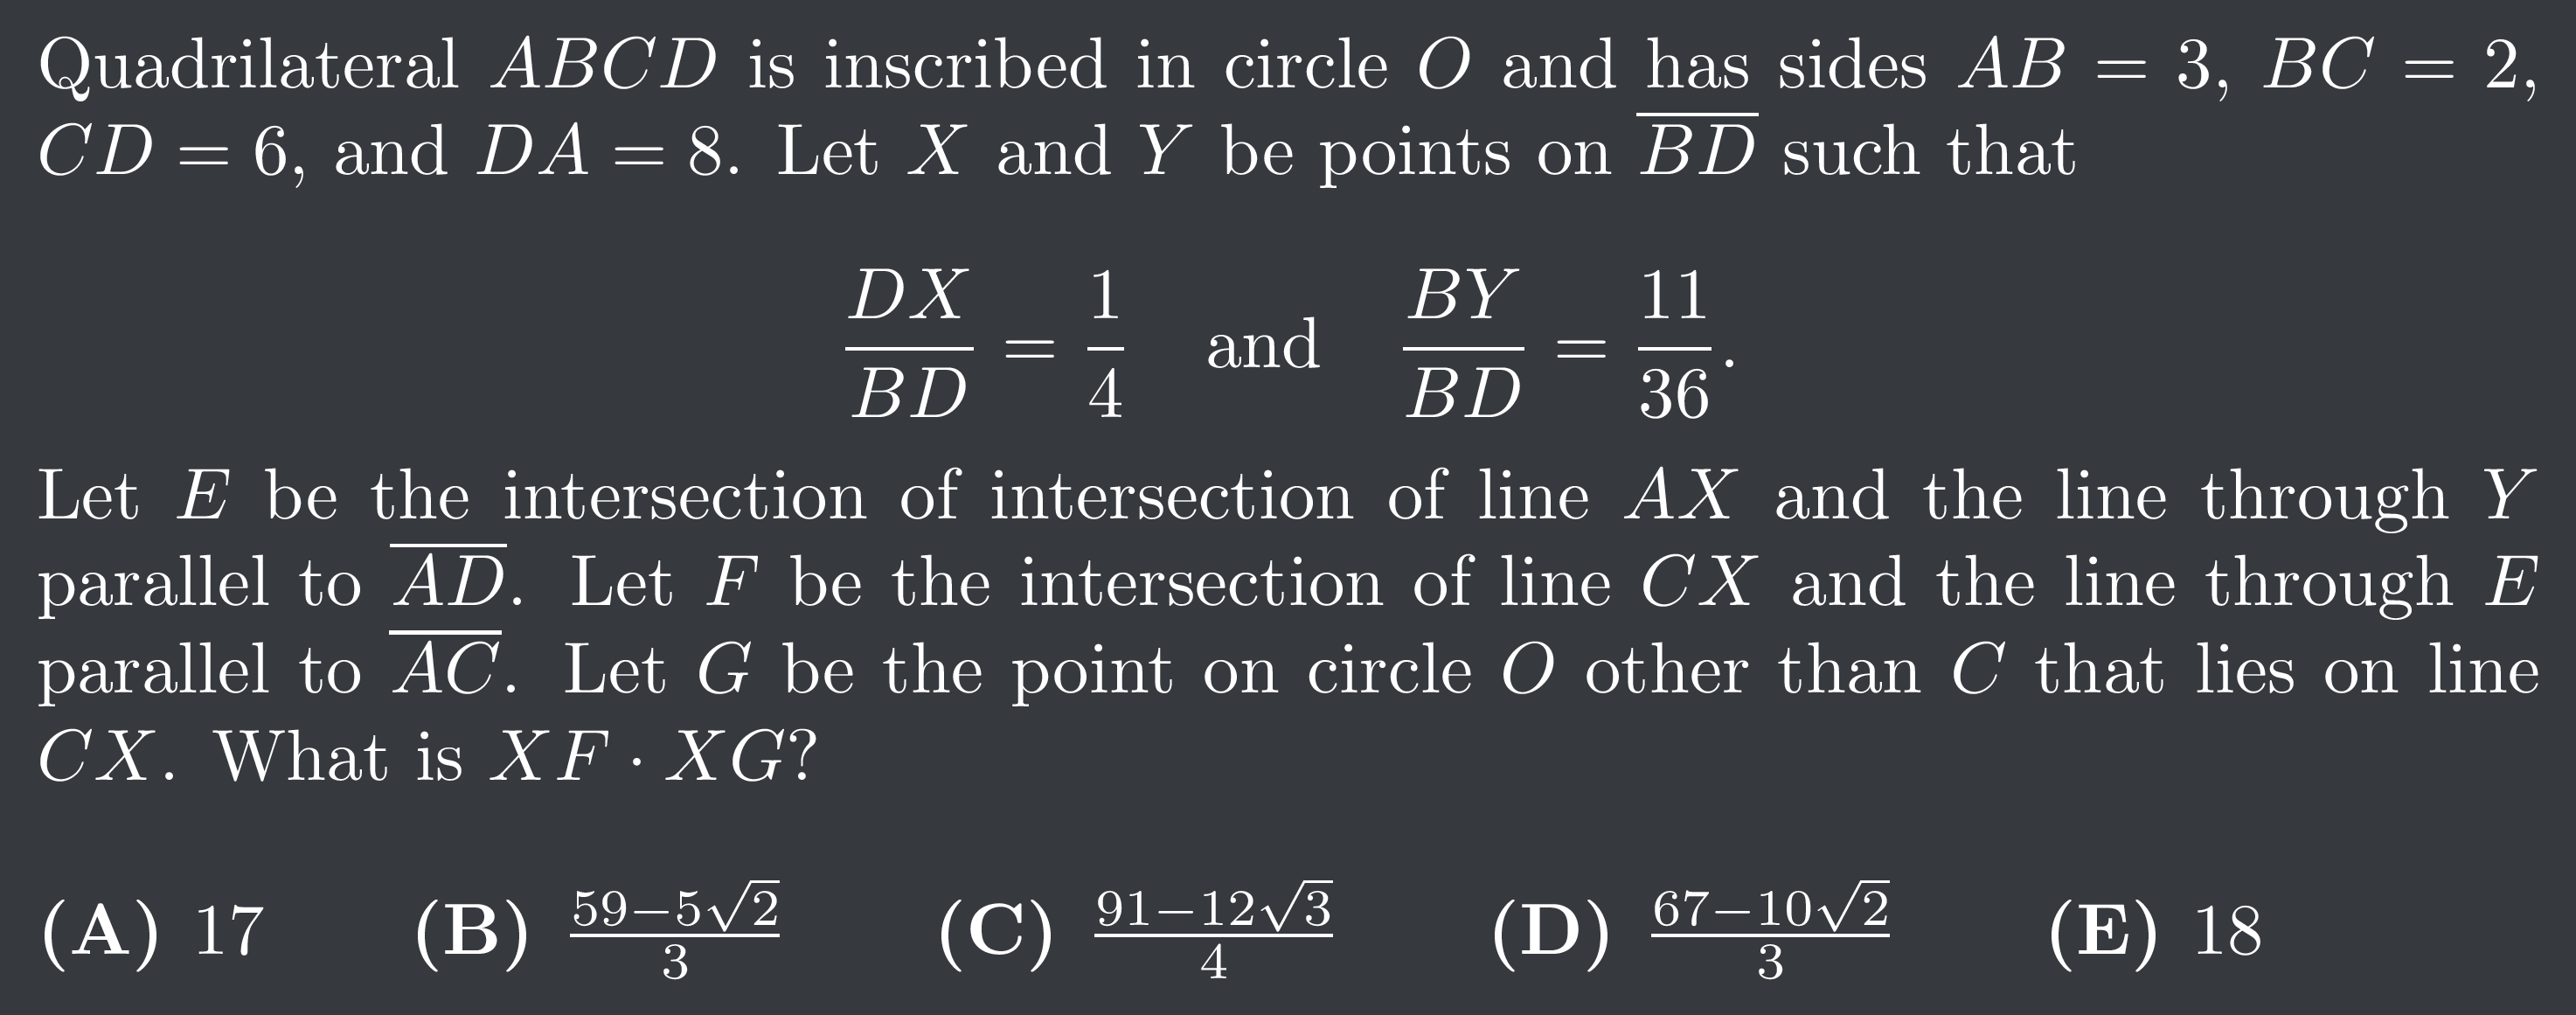 Quadrilateral $ABCD$ is inscribed in circle $O$ and has sides $AB = 3$, $BC = 2$,
$CD = 6$, and $DA = 8$. Let $X$ and $Y$ be points on $\overline{BD}$ such that
$\frac{DX}{BD} = \frac{1}{4}$ and $\frac{BY}{BD} = \frac{11}{36}$.
Let $E$ be the intersection of intersection of line $AX$ and the line through $Y$
parallel to $\overline{AD}$. Let $F$ be the intersection of line $CX$ and the line through $E$
parallel to $\overline{AC}$. Let $G$ be the point on circle $O$ other than $C$ that lies on line
$CX$. What is $XF \cdot XG$?
(A) 17 (B) $\frac{59-5\sqrt{2}}{3}$ (C) $\frac{91-12\sqrt{3}}{4}$ (D) $\frac{67-10\sqrt{2}}{3}$ (E) 18